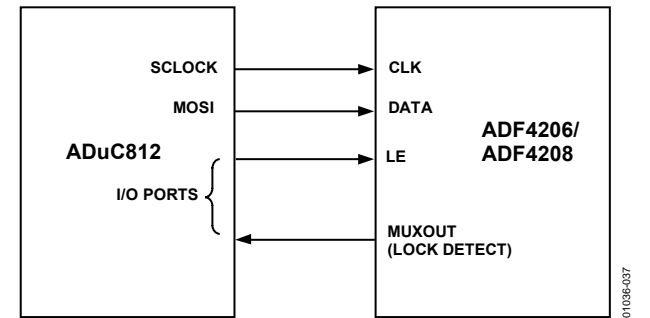 SCLOCK
MOSI
ADuC812
I/O PORTS
CLK
DATA
LE
MUXOUT
(LOCK DETECT)
ADF4206/
ADF4208
01036-037